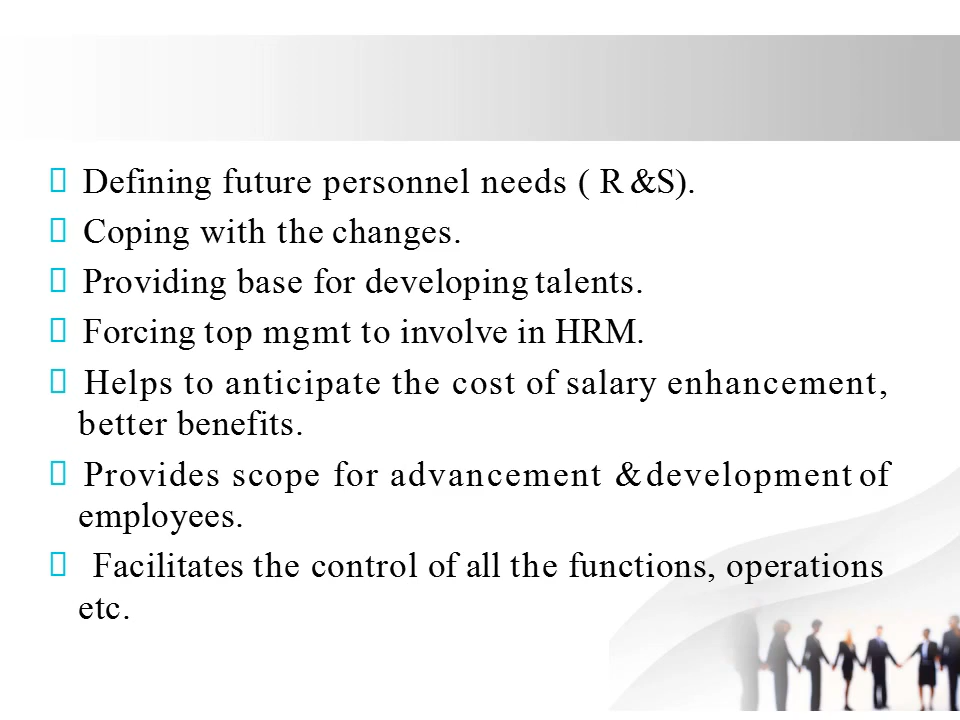 Defining future personnel needs ( R &S).
Coping with the changes.
Providing base for developing talents.
Forcing top mgmt to involve in HRM.
Helps to anticipate the cost of salary enhancement,
better benefits.
Provides scope for advancement & development of
employees.
Facilitates the control of all the functions, operations
etc.